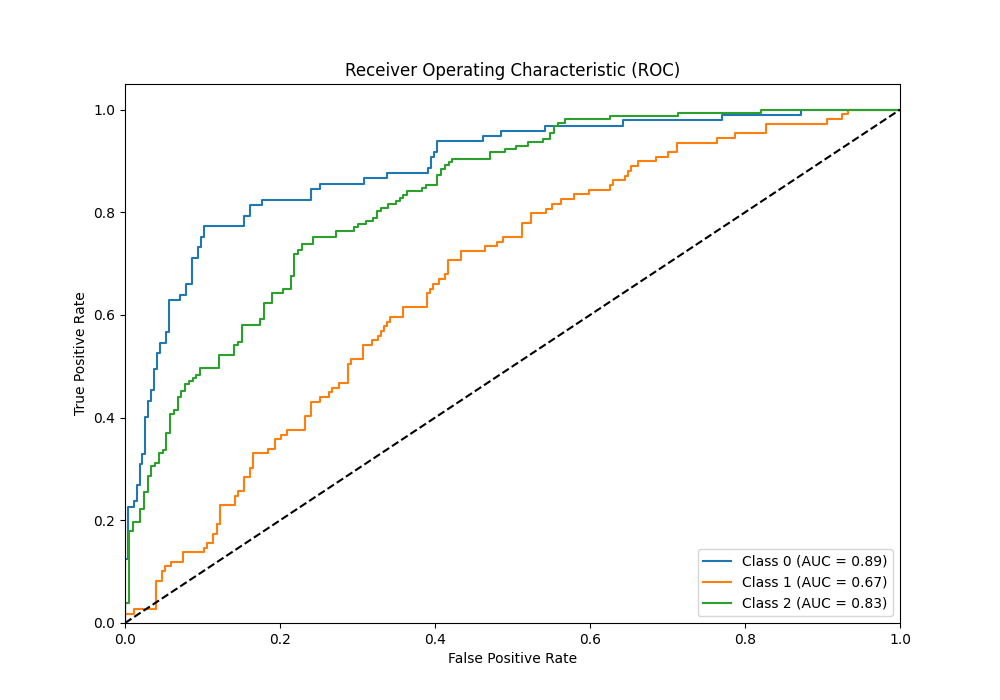 Receiver Operating Characteristic (ROC)
True Positive Rate
1.0
0.8
0.6
0.4
0.2
0.0
0.0 0.2 0.4 0.6 0.8 1.0
False Positive Rate
Class 0 (AUC = 0.89)
Class 1 (AUC = 0.67)
Class 2 (AUC = 0.83)